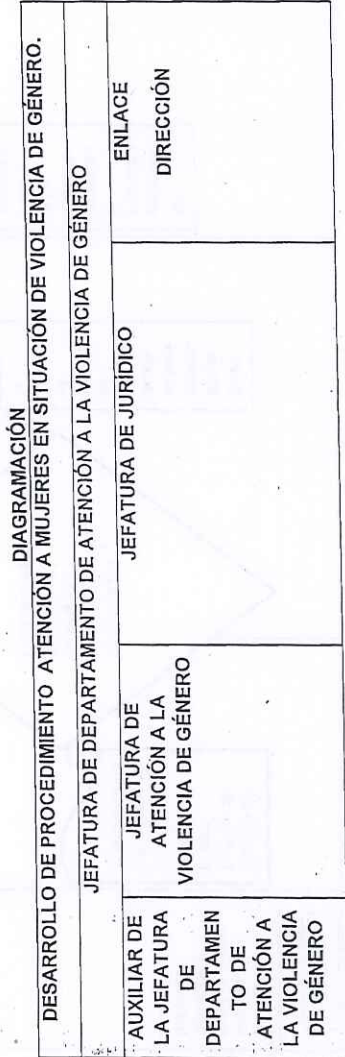 DIAGRAMACIÓN
DESARROLLO DE PROCEDIMIENTO ATENCIÓN A MUJERES EN SITUACIÓN DE VIOLENCIA DE GÉNERO.
JEFATURA DE DEPARTAMENTO DE ATENCIÓN A LA VIOLENCIA DE GÉNERO
AUXILIAR DE
LA JEFATURA
DE
DEPARTAMEN
TO DE
ATENCIÓN A
LA VIOLENCIA
DE GÉNERO
JEFATURA DE
ATENCIÓN A LA
VIOLENCIA DE GÉNERO
JEFATURA DE JURÍDICO
ENLACE
DIRECCIÓN